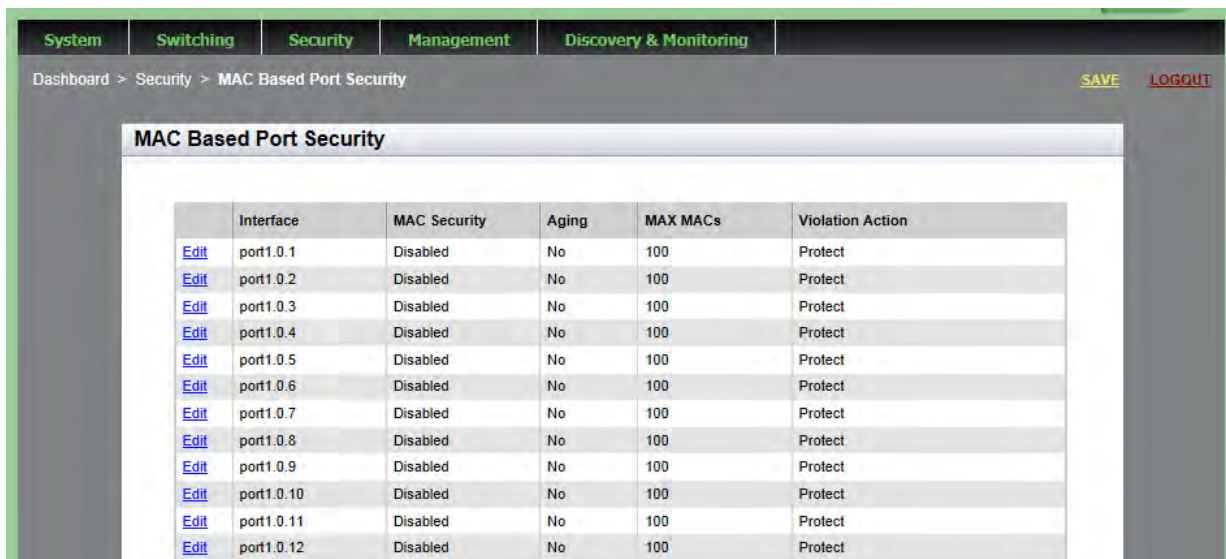 System Switching Security Management Discovery & Monitoring
Dashboard > Security > MAC Based Port Security SAVE LOGOUT
MAC Based Port Security
Interface MAC Security Aging MAX MACs Violation Action
Edit port1.0.1 Disabled No 100 Protect
Edit port1.0.2 Disabled No 100 Protect
Edit port1.0.3 Disabled No 100 Protect
Edit port1.0.4 Disabled No 100 Protect
Edit port1.0.5 Disabled No 100 Protect
Edit port1.0.6 Disabled No 100 Protect
Edit port1.0.7 Disabled No 100 Protect
Edit port1.0.8 Disabled No 100 Protect
Edit port1.0.9 Disabled No 100 Protect
Edit port1.0.10 Disabled No 100 Protect
Edit port1.0.11 Disabled No 100 Protect
Edit port1.0.12 Disabled No 100 Protect